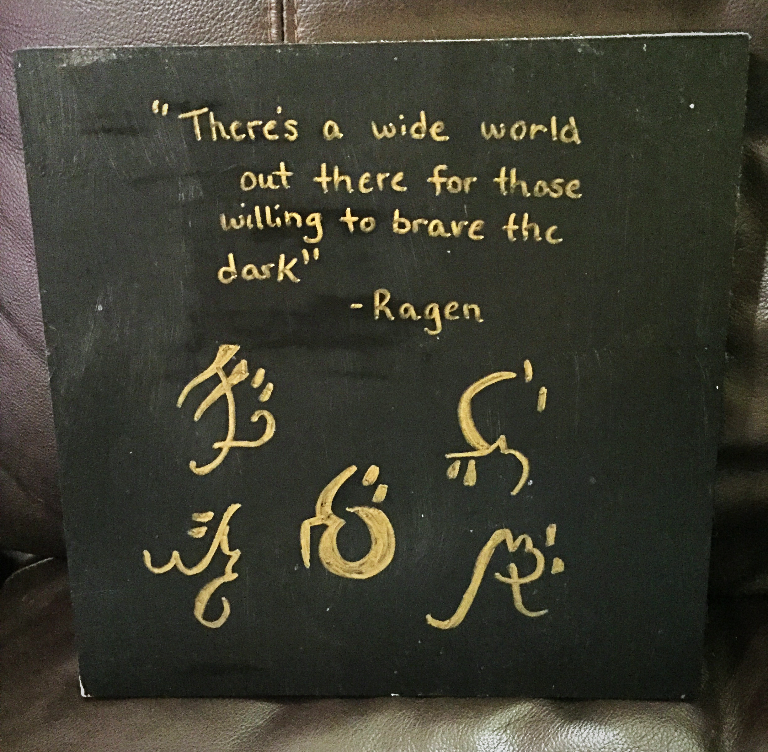 "There's a wide world
out there for those
willing to brave the
dark"
-Ragen